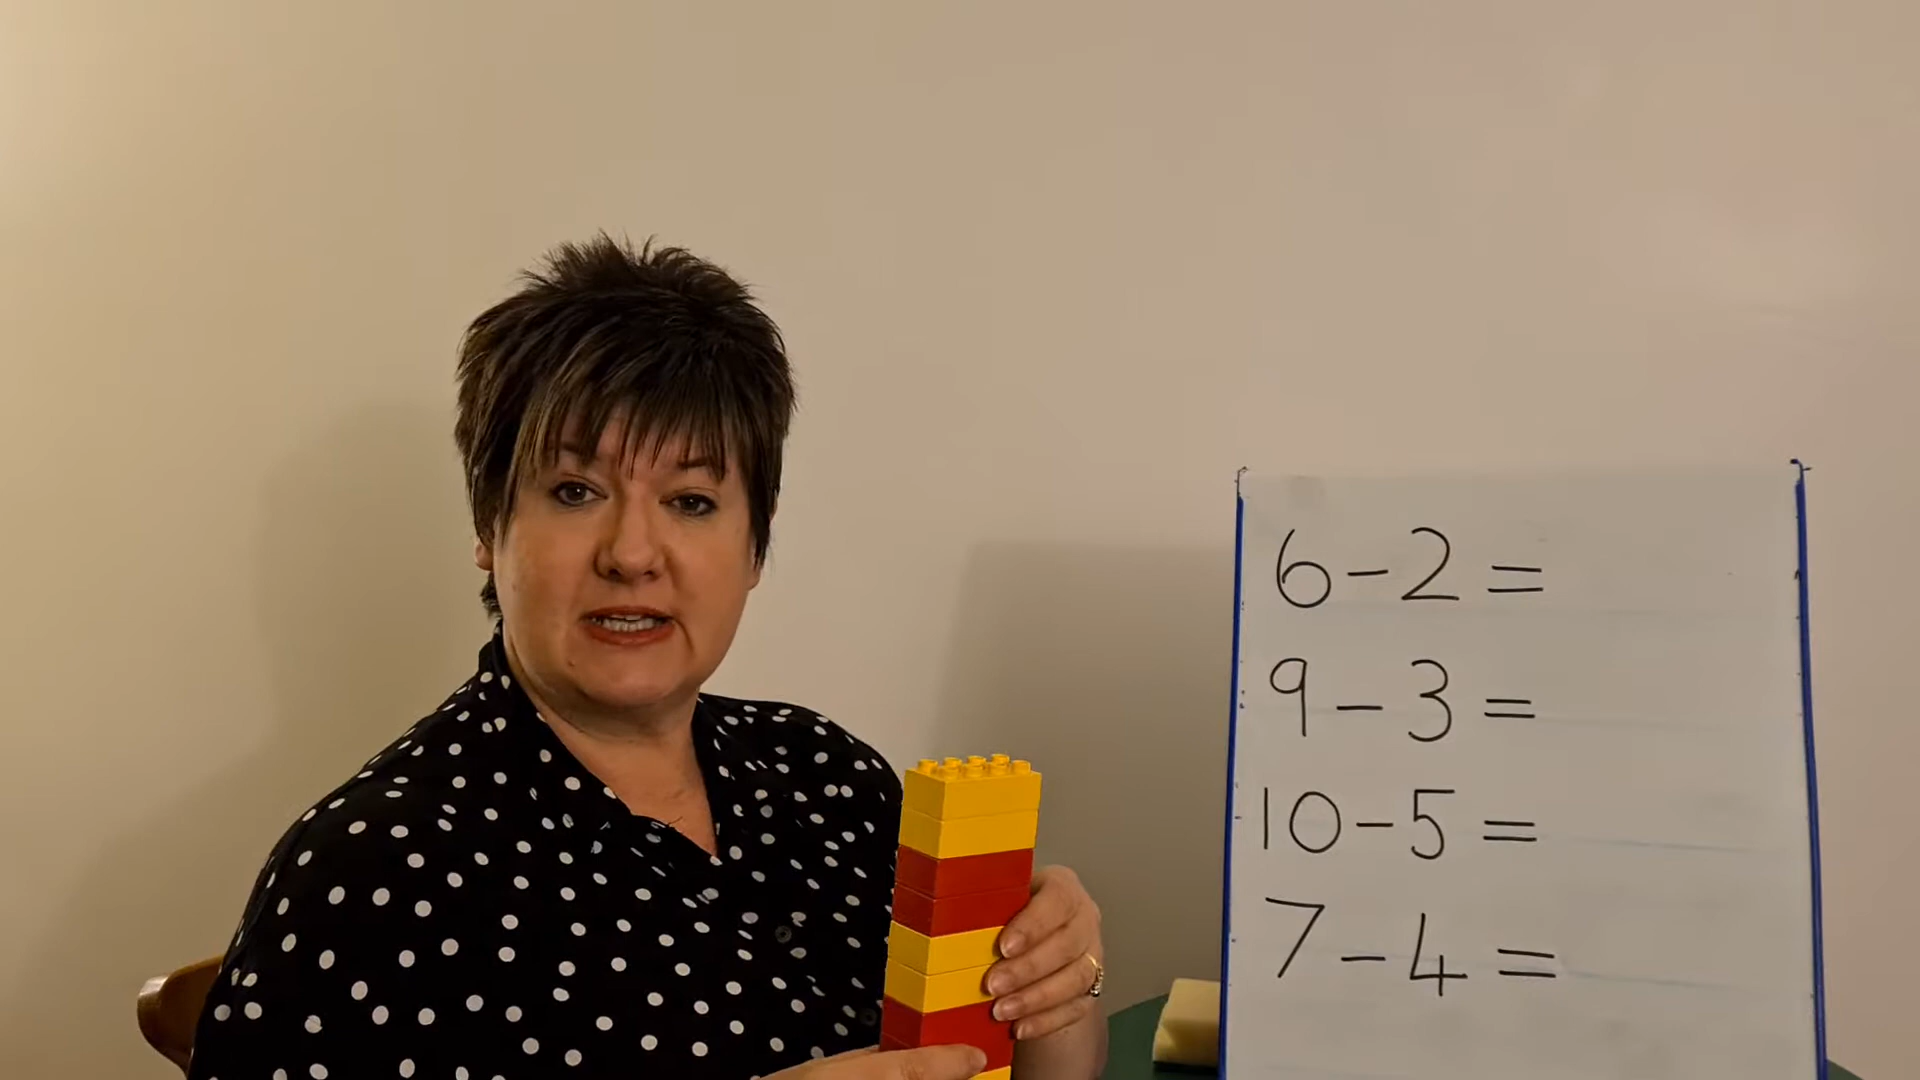 6 - 2 =
9 - 3 =
10 - 5 =
7 - 4 =